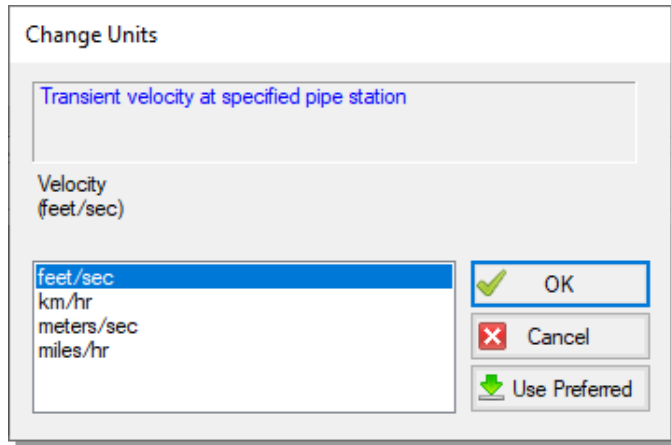 Change Units
Transient velocity at specified pipe station
Velocity
(feet/sec)
feet/sec
km/hr
meters/sec
miles/hr
OK
Cancel
Use Preferred